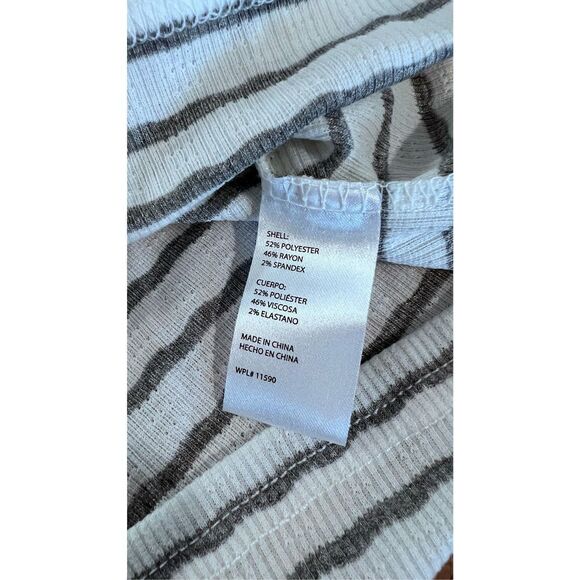 SHELL:
52% POLYESTER
46% RAYON
2% SPANDEX
CUERPO:
52% POLIÉSTER
46% VISCOSA
2% ELASTANO
MADE IN CHINA
HECHO EN CHINA
WPL# 11590